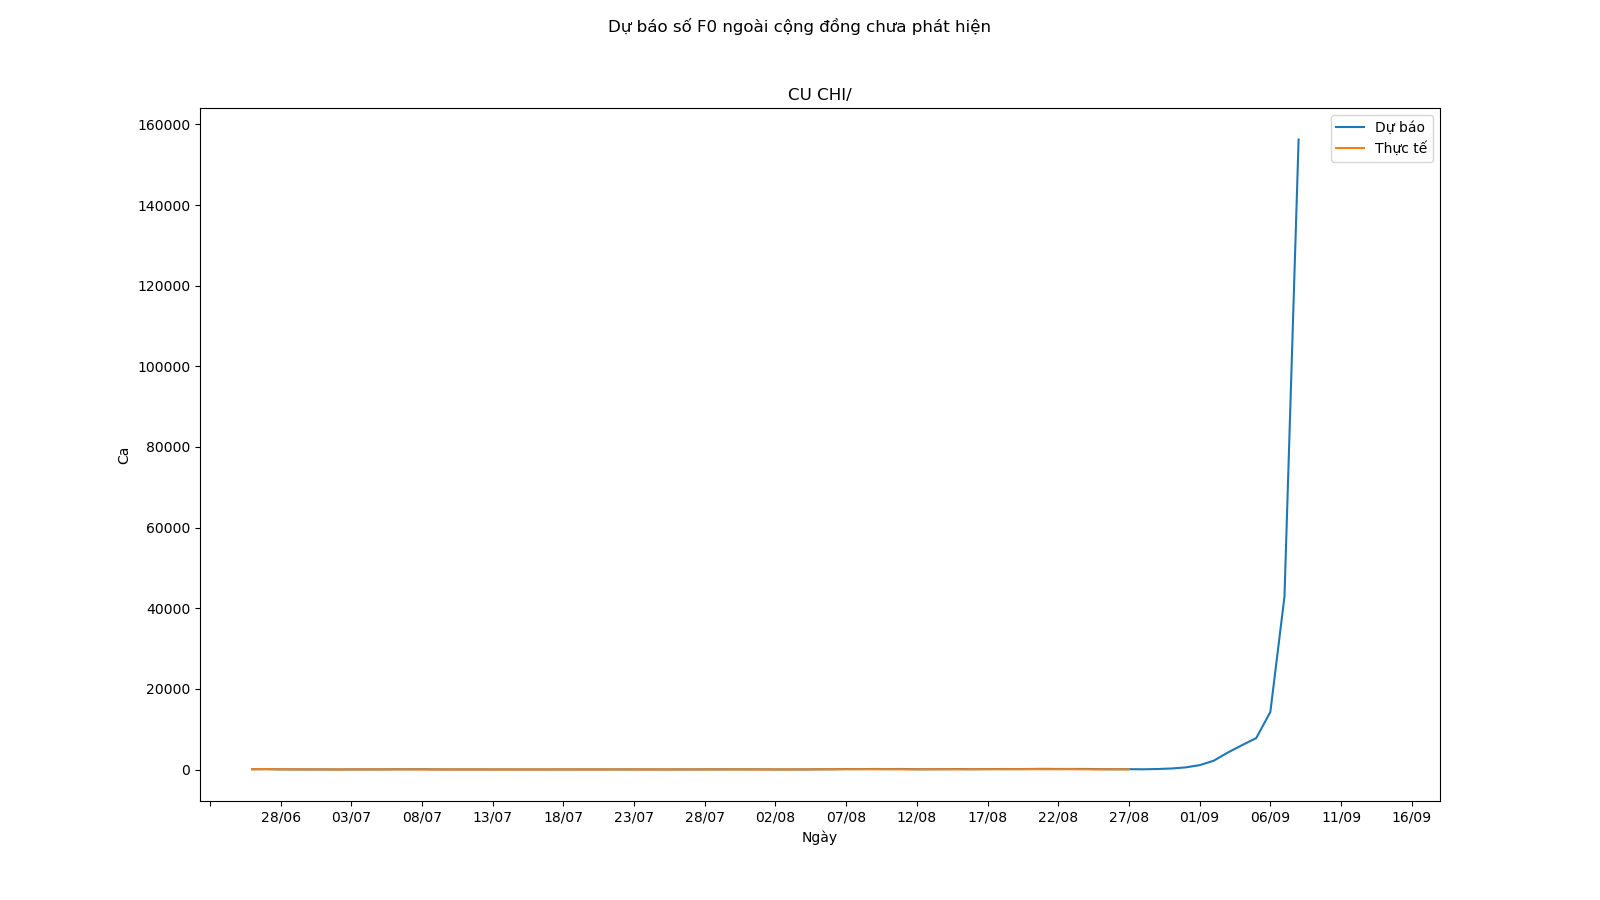 Dự báo số F0 ngoài cộng đồng chưa phát hiện
CU CHI/
160000
140000
120000
100000
80000
60000
40000
20000
0
Ca
Dự báo
Thực tế
28/06 03/07 08/07 13/07 18/07 23/07 28/07 02/08 07/08 12/08 17/08 22/08 27/08 01/09 06/09 11/09 16/09
Ngày